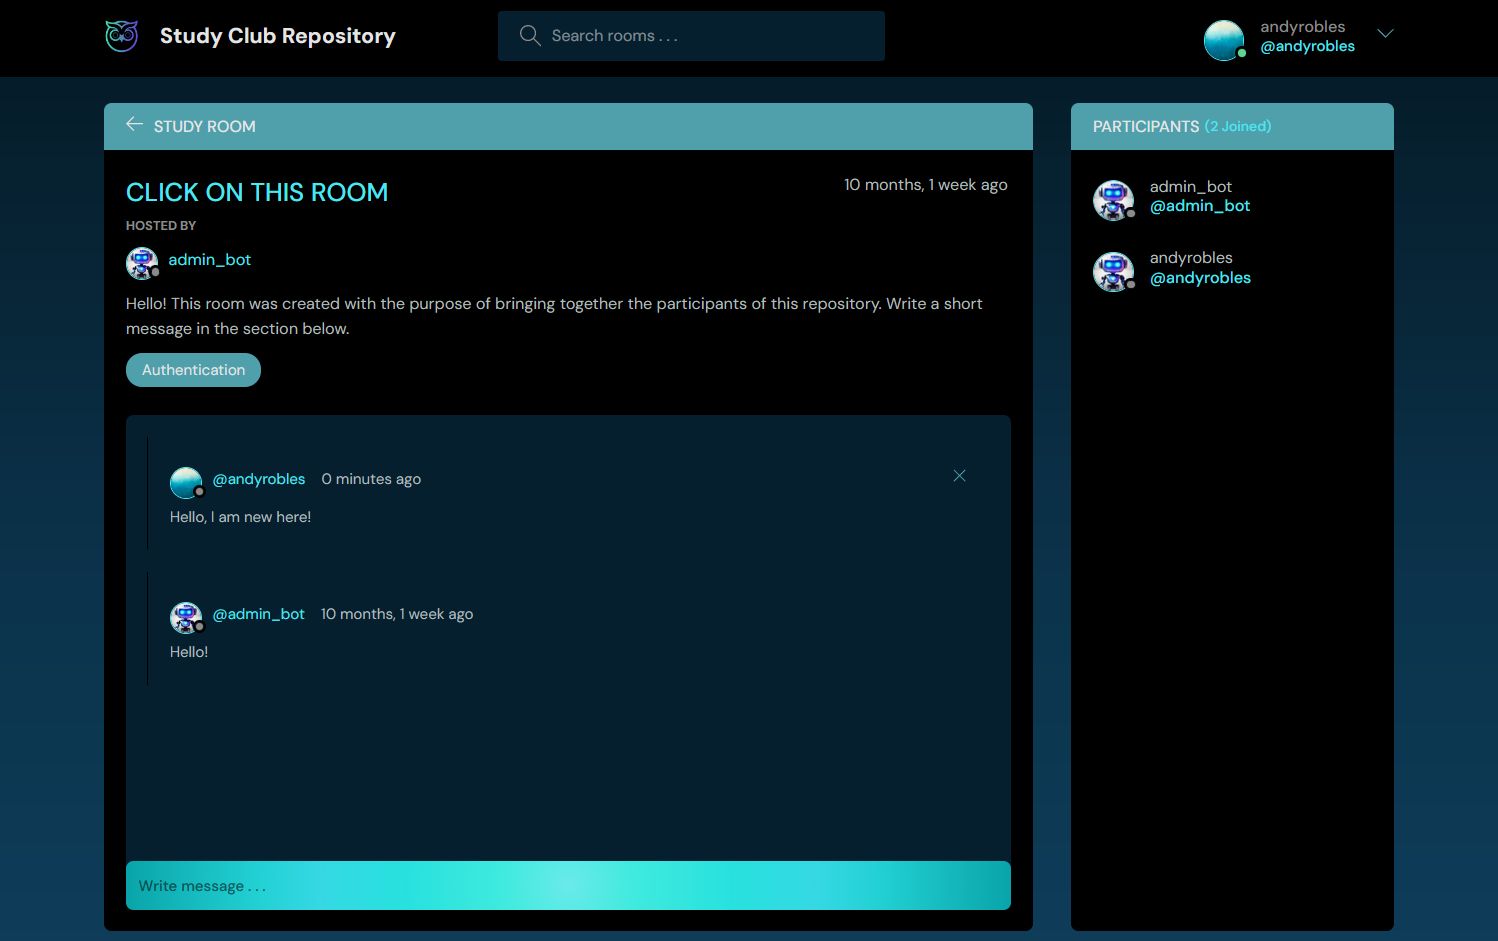 Study Club Repository
Search rooms . . .
andyrobles
@andyrobles
STUDY ROOM
CLICK ON THIS ROOM
10 months, 1 week ago
HOSTED BY
admin_bot
Hello! This room was created with the purpose of bringing together the participants of this repository. Write a short
message in the section below.
Authentication
@andyrobles 0 minutes ago
Hello, I am new here!
@admin_bot 10 months, 1 week ago
Hello!
Write message . . .
PARTICIPANTS (2 Joined)
admin_bot
@admin_bot
andyrobles
@andyrobles